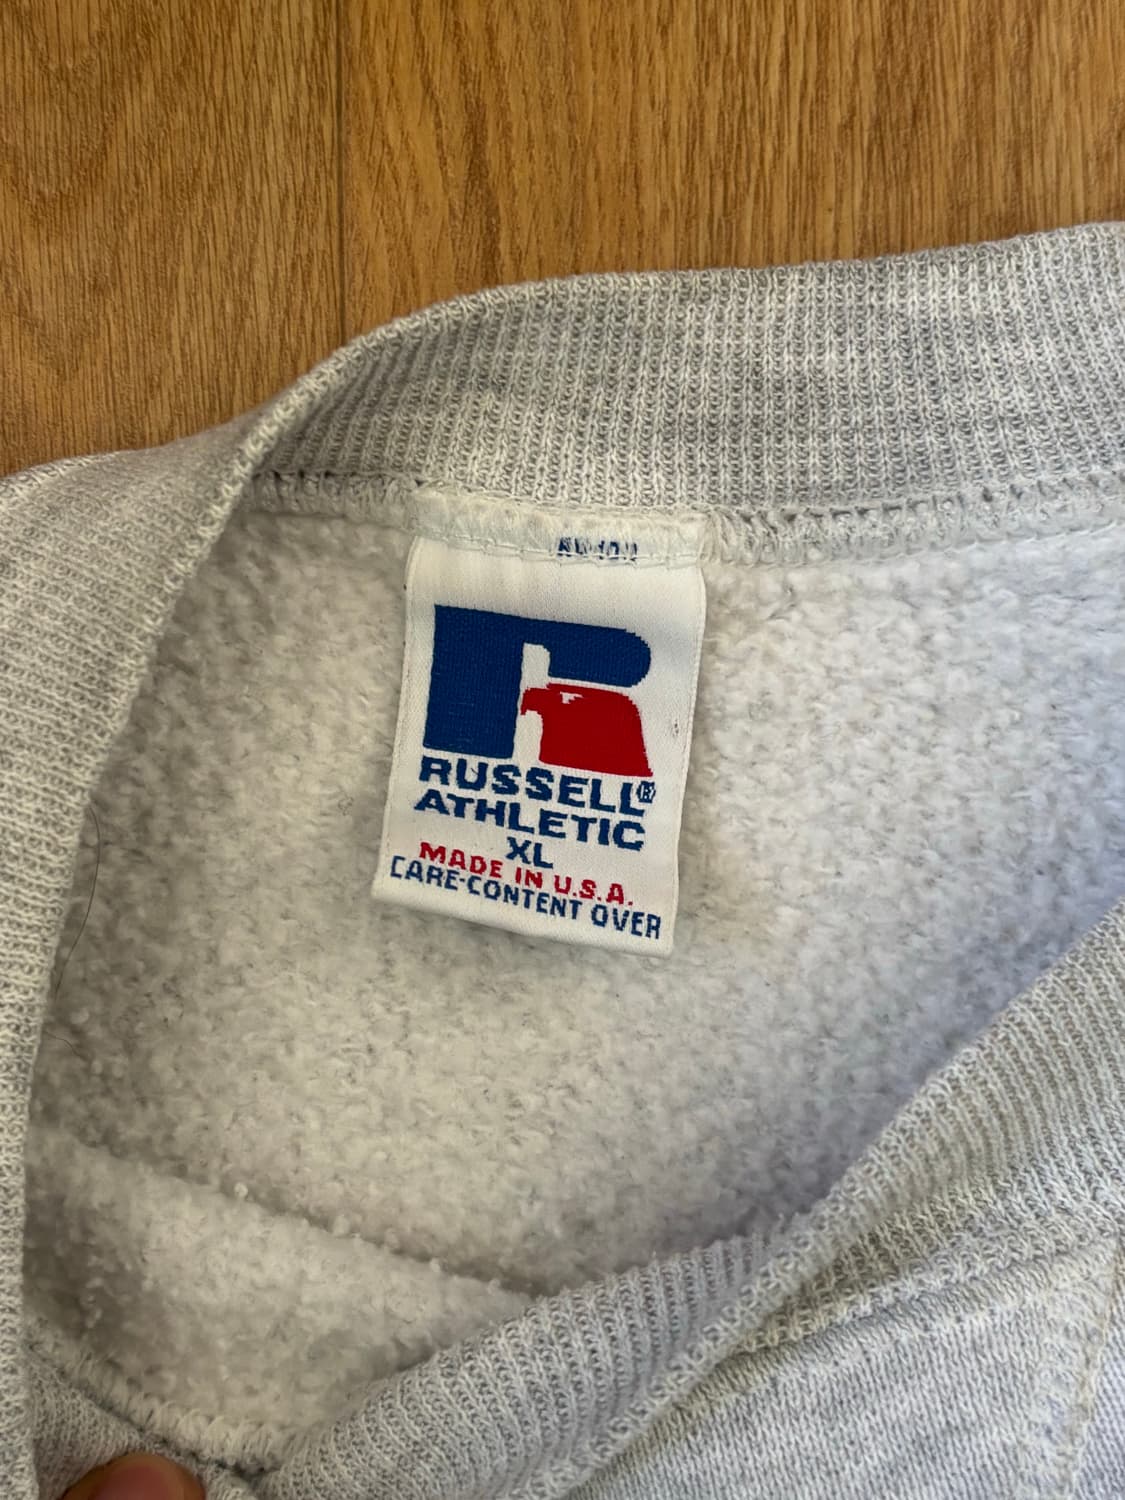 RUSSELL®
ATHLETIC
XL
MADE IN U.S.A.
CARE-CONTENT OVER